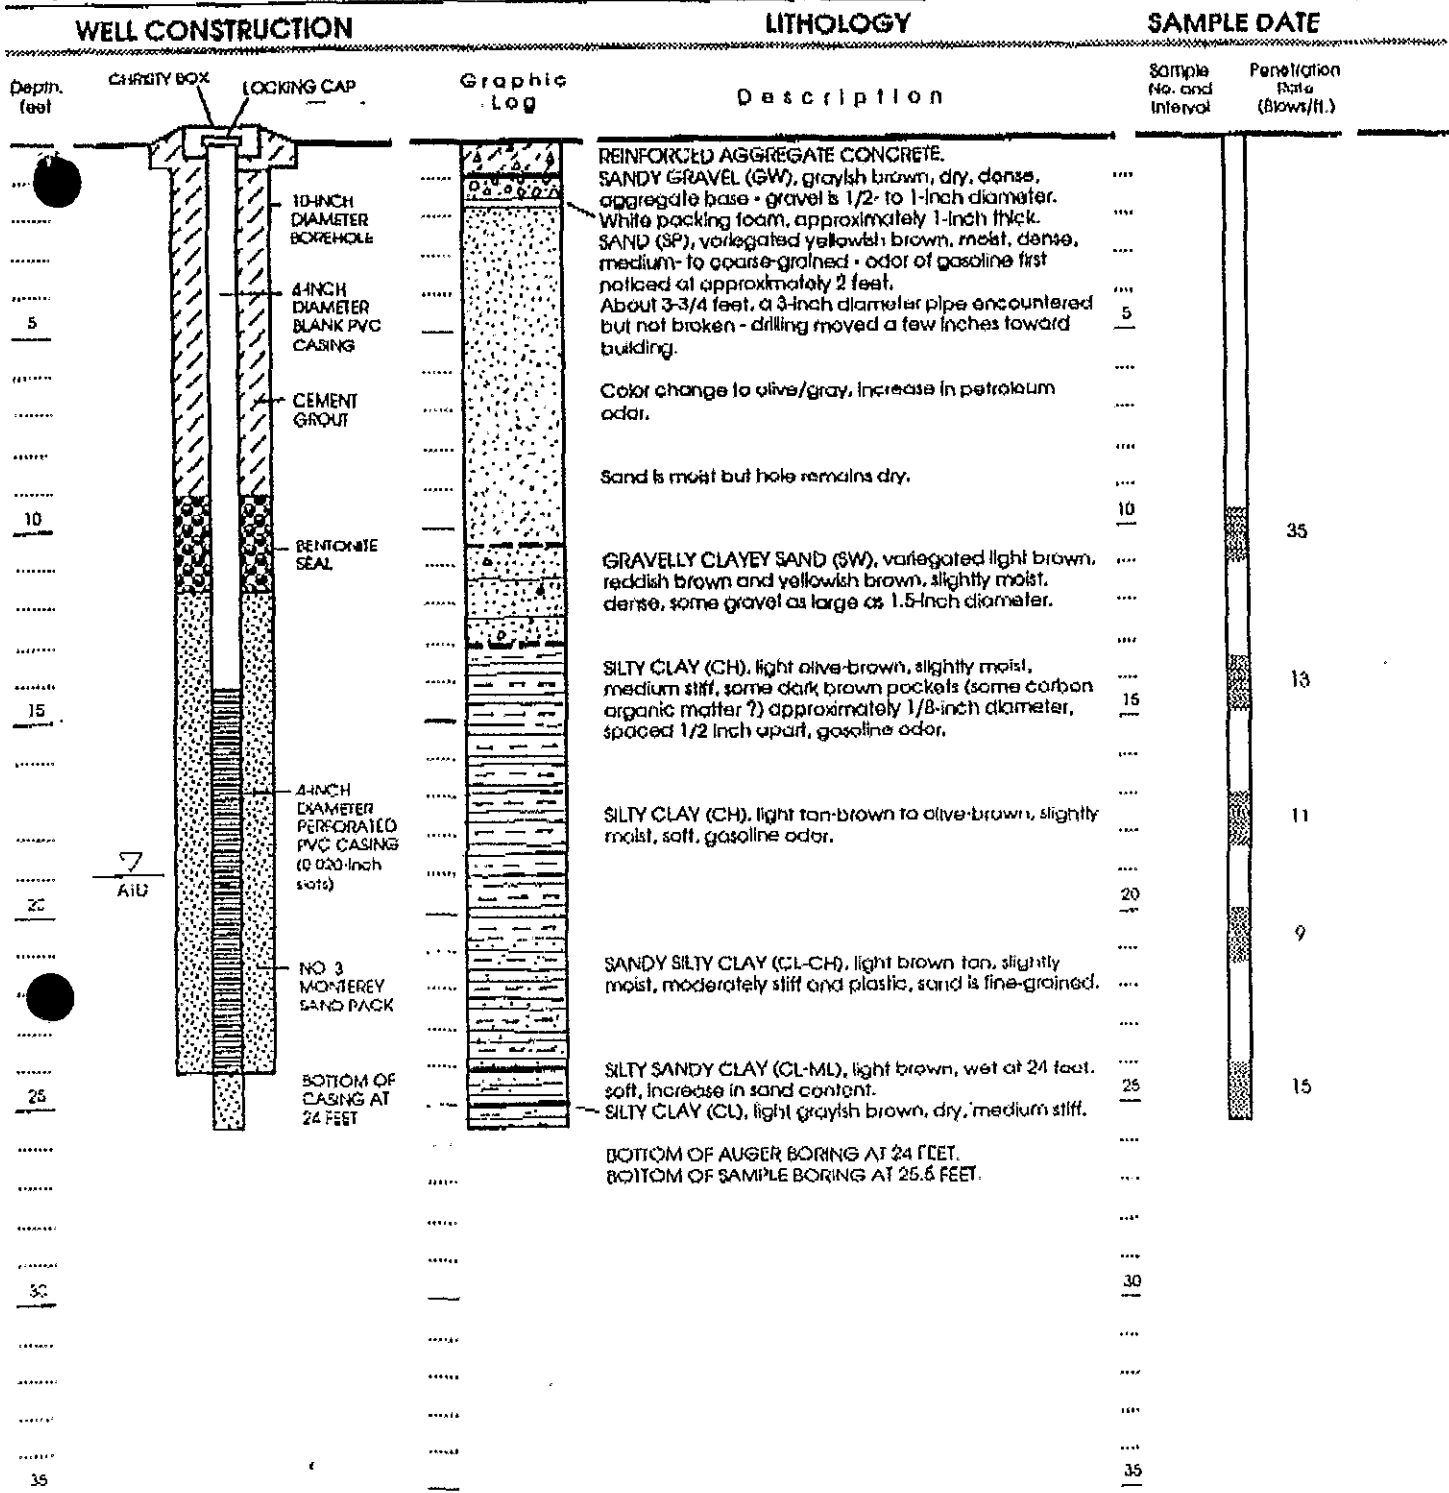 WELL CONSTRUCTION
LITHOLOGY
SAMPLE DATE
Depth, feet
CHRISTY BOX
LOCKING CAP
Graphic
Log
Description
Sample
No. and
Interval
Penetration
Rate
(Blows/ft.)
10-INCH
DIAMETER
BOREHOLE
4-INCH
DIAMETER
BLANK PVC
CASING
CEMENT
GROUT
BENTONITE
SEAL
4-INCH
DIAMETER
PERFORATED
PVC CASING
(0.020-inch
slots)
NO. 3
MONTEREY
SAND PACK
BOTTOM OF
CASING AT
24 FEET
5
10
15
20
25
30
35
REINFORCED AGGREGATE CONCRETE.
SANDY GRAVEL (GW), grayish brown, dry, dense,
aggregate base - gravel is 1/2- to 1-inch diameter.
White packing foam, approximately 1-inch thick.
SAND (SP), variegated yellowish brown, moist, dense,
medium- to coarse-grained - odor of gasoline first
noticed at approximately 2 feet.
About 3-3/4 feet, a 3-inch diameter pipe encountered
but not broken - drilling moved a few inches toward
building.
Color change to olive/gray, increase in petroleum
odor.
Sand is moist but hole remains dry.
GRAVELLY CLAYEY SAND (SW), variegated light brown,
reddish brown and yellowish brown, slightly moist,
dense, some gravel as large as 1.5-inch diameter.
SILTY CLAY (CH), light olive-brown, slightly moist,
medium stiff, some dark brown pockets (some carbon
organic matter ?) approximately 1/8-inch diameter,
spaced 1/2 inch apart, gasoline odor.
SILTY CLAY (CH), light tan-brown to olive-brown, slightly
moist, soft, gasoline odor.
SANDY SILTY CLAY (CL-CH), light brown tan, slightly
moist, moderately stiff and plastic, sand is fine-grained.
SILTY SANDY CLAY (CL-ML), light brown, wet at 24 feet,
soft, increase in sand content.
SILTY CLAY (CL), light grayish brown, dry, medium stiff.
BOTTOM OF AUGER BORING AT 24 FEET.
BOTTOM OF SAMPLE BORING AT 25.5 FEET.
5
10
15
20
25
30
35
35
13
11
9
15